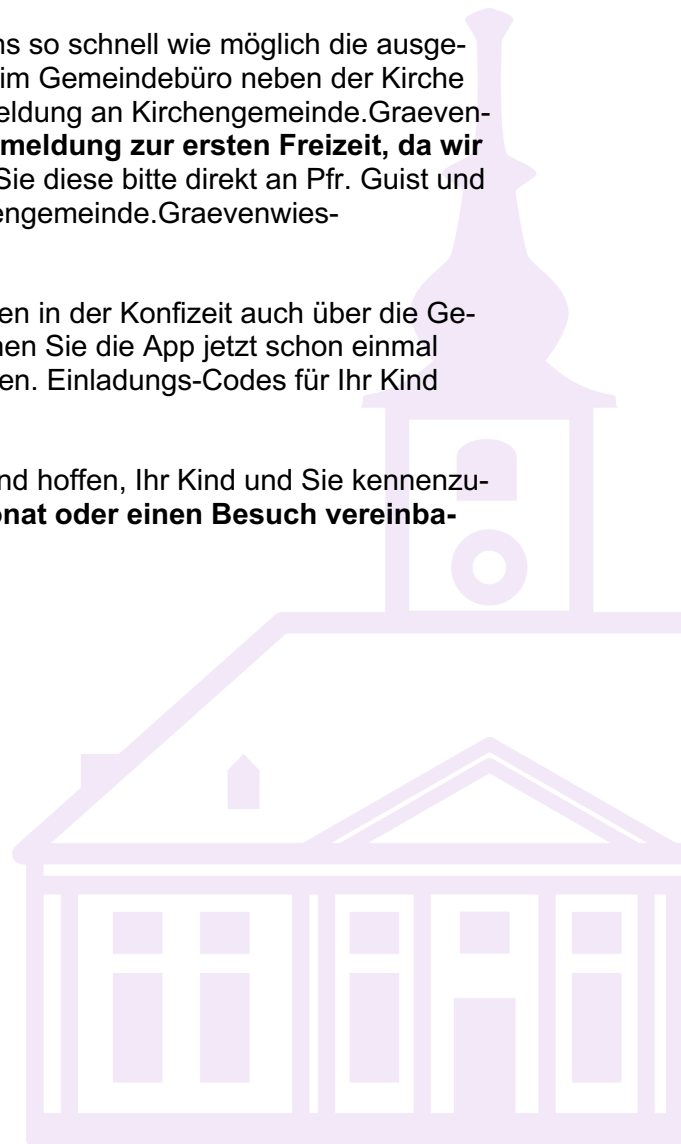 ns so schnell wie möglich die ausge-
im Gemeindebüro neben der Kirche
eldung an Kirchengemeinde.Graeven-
meldung zur ersten Freizeit, da wir
Sie diese bitte direkt an Pfr. Guist und
engemeinde.Graevenwies-
en in der Konfizeit auch über die Ge-
nen Sie die App jetzt schon einmal
en. Einladungs-Codes für Ihr Kind
nd hoffen, Ihr Kind und Sie kennenzu-
onat oder einen Besuch vereinba-